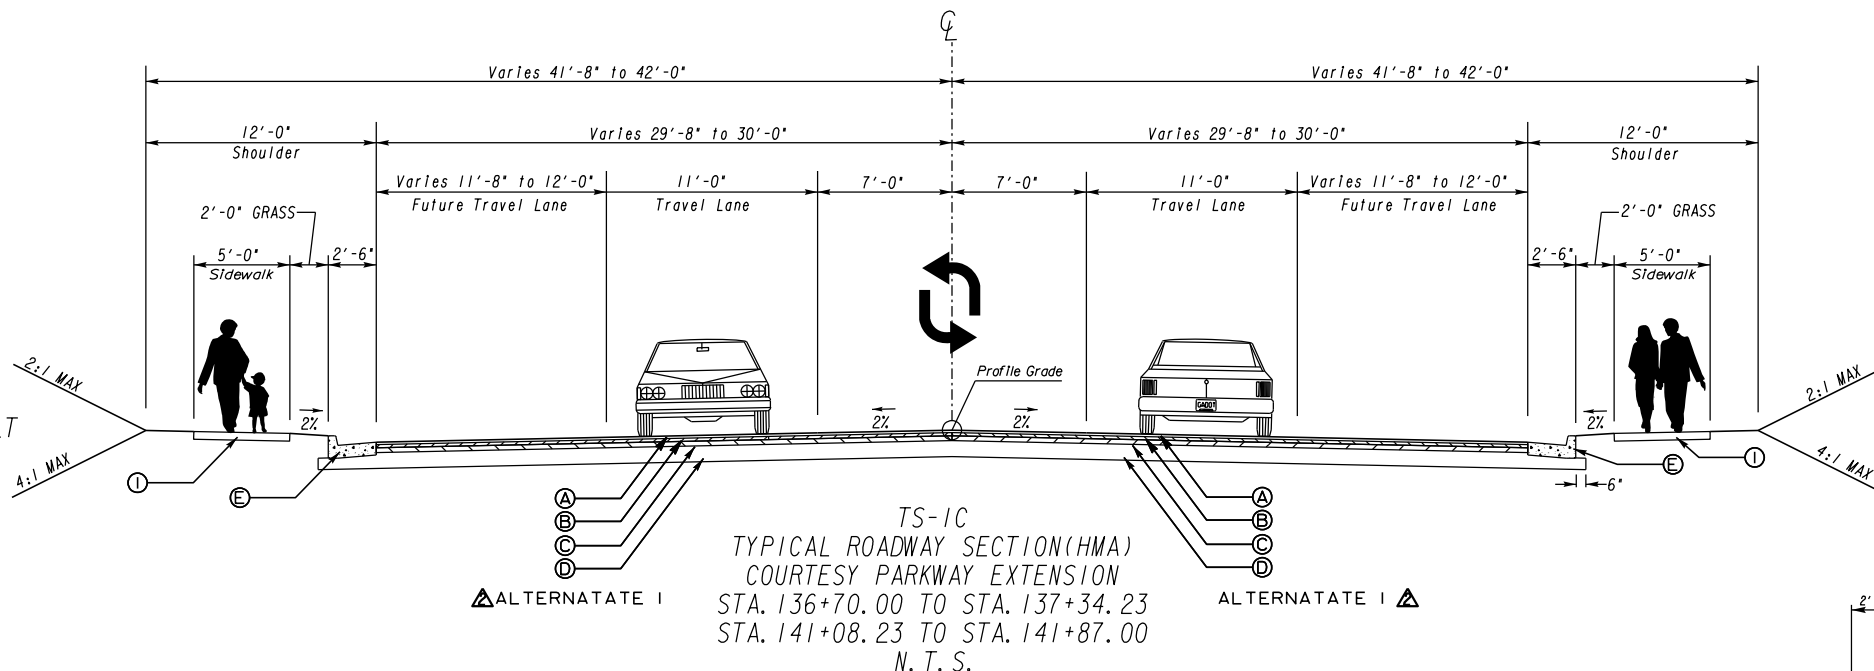 ℄
Varies 41'-8" to 42'-0" Varies 41'-8" to 42'-0"
12'-0" Varies 29'-8" to 30'-0" Varies 29'-8" to 30'-0" 12'-0"
Shoulder Shoulder
Varies 11'-8" to 12'-0" 11'-0" 7'-0" 7'-0" 11'-0" Varies 11'-8" to 12'-0"
Future Travel Lane Travel Lane Travel Lane Future Travel Lane
2'-0" GRASS 2'-0" GRASS
5'-0" 2'-6" 2'-6" 5'-0"
Sidewalk Sidewalk
Profile Grade
2:1 MAX 2:1 MAX
GADOT
2% 2% 2% 2%
4:1 MAX 4:1 MAX
I E E I
6"
A A
B B
C C
D D
TS-1C
TYPICAL ROADWAY SECTION(HMA)
COURTESY PARKWAY EXTENSION
ALTERNATATE 1 ALTERNATATE 1
STA. 136+70.00 TO STA. 137+34.23
STA. 141+08.23 TO STA. 141+87.00
N.T.S.
2'